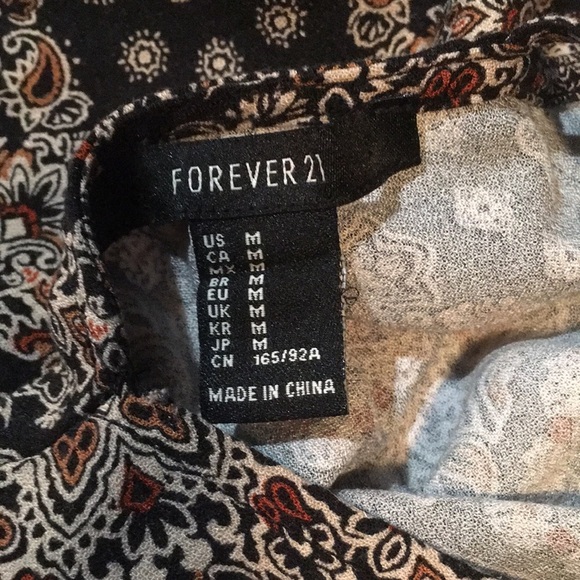 FOREVER 21
US M
CA M
MX M
BR M
EU M
UK M
KR M
JP M
CN 165/92A
MADE IN CHINA